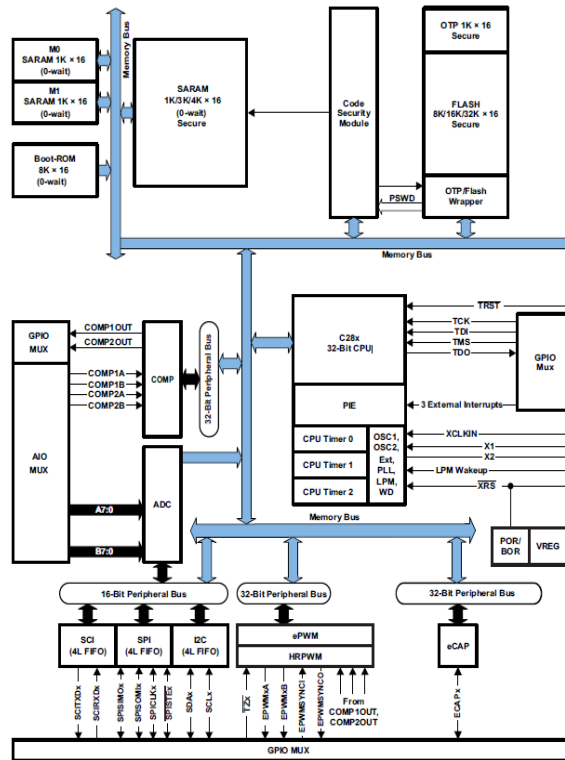 M0
SARAM 1K × 16
(0-wait)
M1
SARAM 1K × 16
(0-wait)
Boot-ROM
8K × 16
(0-wait)
Memory Bus
SARAM
1K/3K/4K × 16
(0-wait)
Secure
Code
Security
Module
OTP 1K × 16
Secure
FLASH
8K/16K/32K × 16
Secure
OTP/Flash
Wrapper
PSWD
Memory Bus
GPIO
MUX
COMP1OUT
COMP2OUT
COMP1A
COMP1B
COMP2A
COMP2B
COMP
32-Bit Peripheral Bus
AIO
MUX
A7:0
B7:0
ADC
C28x
32-Bit CPU
PIE
CPU Timer 0
CPU Timer 1
CPU Timer 2
OSC1,
OSC2,
Ext,
PLL,
LPM,
WD
TRST
TCK
TDI
TMS
TDO
GPIO
Mux
3 External Interrupts
XCLKIN
X1
X2
LPM Wakeup
XRS
Memory Bus
POR/
BOR
VREG
16-Bit Peripheral Bus
32-Bit Peripheral Bus
32-Bit Peripheral Bus
SCI
(4L FIFO)
SPI
(4L FIFO)
I2C
(4L FIFO)
ePWM
HRPWM
eCAP
SCITXDx
SCIRXDx
SPISIMOx
SPISOMIx
SPICLKx
SPISTEx
SDAx
SCLx
TZx
EPWMxA
EPWMxB
EPWMSYNCI
EPWMSYNCO
From
COMP1OUT,
COMP2OUT
ECAPx
GPIO MUX